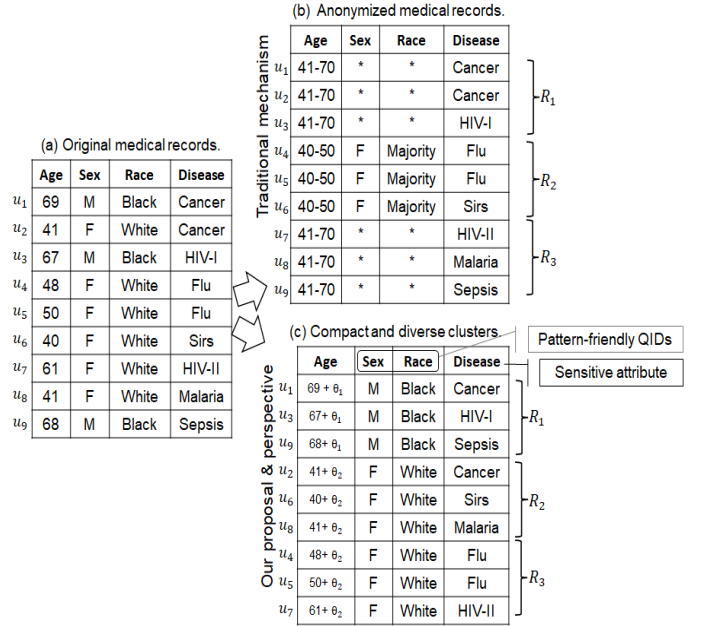 (a) Original medical records.
Age Sex Race Disease
u₁ 69 M Black Cancer
u₂ 41 F White Cancer
u₃ 67 M Black HIV-I
u₄ 48 F White Flu
u₅ 50 F White Flu
u₆ 40 F White Sirs
u₇ 61 F White HIV-II
u₈ 41 F White Malaria
u₉ 68 M Black Sepsis
Traditional mechanism
(b) Anonymized medical records.
Age Sex Race Disease
u₁ 41-70 * * Cancer
u₂ 41-70 * * Cancer
u₃ 41-70 * * HIV-I
R₁
u₄ 40-50 F Majority Flu
u₅ 40-50 F Majority Flu
u₆ 40-50 F Majority Sirs
R₂
u₇ 41-70 * * HIV-II
u₈ 41-70 * * Malaria
u₉ 41-70 * * Sepsis
R₃
Our proposal & perspective
(c) Compact and diverse clusters.
Pattern-friendly QIDs
Sensitive attribute
Age Sex Race Disease
u₁ 69 + θ₁ M Black Cancer
u₃ 67+ θ₁ M Black HIV-I
u₉ 68+ θ₁ M Black Sepsis
R₁
u₂ 41+ θ₂ F White Cancer
u₆ 40+ θ₂ F White Sirs
u₈ 41+ θ₂ F White Malaria
R₂
u₄ 48+ θ₂ F White Flu
u₅ 50+ θ₂ F White Flu
u₇ 61+ θ₂ F White HIV-II
R₃